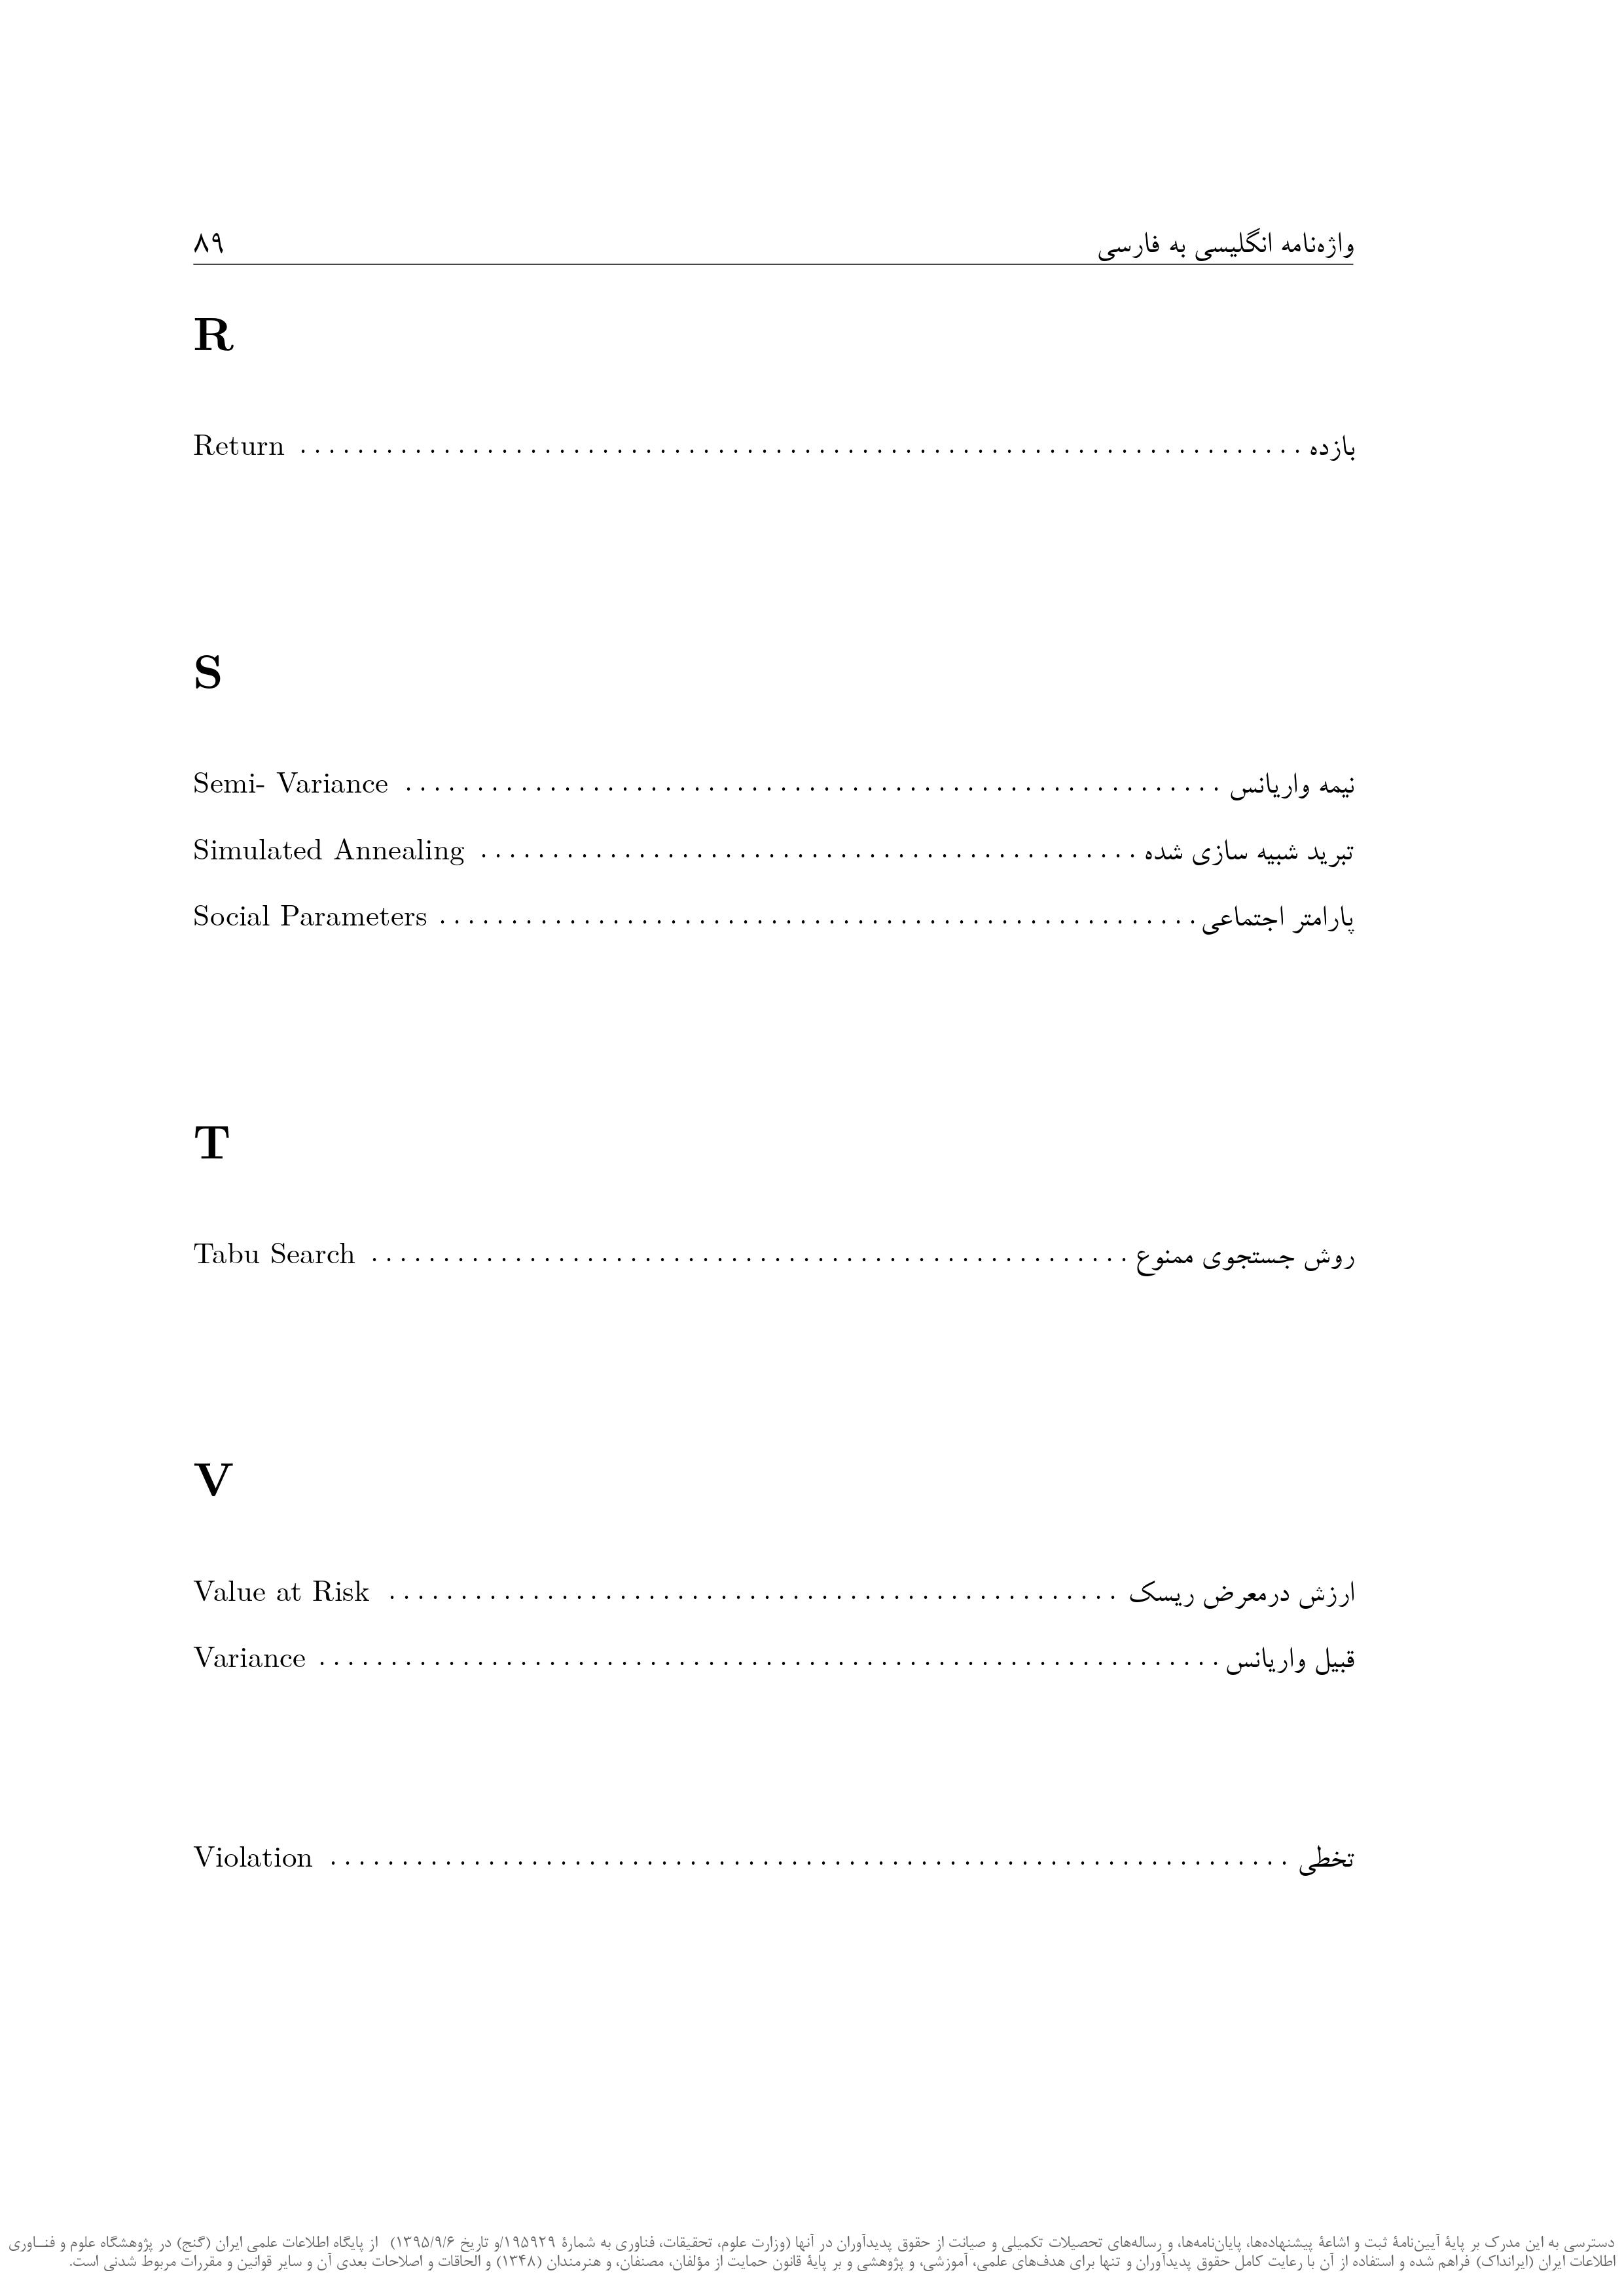 واژه‌نامه انگلیسی به فارسی ۸۹
R
Return . . . . . . . . . . . . . . . . . . . . بازده
S
Semi- Variance . . . . . . . . . . . . . . . . . . . . نیمه واریانس
Simulated Annealing . . . . . . . . . . . . . . . . . . . . تبرید شبیه سازی شده
Social Parameters . . . . . . . . . . . . . . . . . . . . پارامتر اجتماعی
T
Tabu Search . . . . . . . . . . . . . . . . . . . . روش جستجوی ممنوع
V
Value at Risk . . . . . . . . . . . . . . . . . . . . ارزش درمعرض ریسک
Variance . . . . . . . . . . . . . . . . . . . . قبیل واریانس
Violation . . . . . . . . . . . . . . . . . . . . تخطی
دسترسی به این مدرک بر پایهٔ آیین‌نامهٔ ثبت و اشاعهٔ پیشنهاده‌ها، پایان‌نامه‌ها، و رساله‌های تحصیلات تکمیلی و صیانت از حقوق پدیدآوران در آنها (وزارت علوم، تحقیقات، فناوری به شمارهٔ ۱۹۵۹۲۹/و تاریخ ۱۳۹۵/۹/۶) از پایگاه اطلاعات علمی ایران (گنج) در پژوهشگاه علوم و فنــاوری
اطلاعات ایران (ایرانداک) فراهم شده و استفاده از آن با رعایت کامل حقوق پدیدآوران و تنها برای هدف‌های علمی، آموزشی، و پژوهشی و بر پایهٔ قانون حمایت از مؤلفان، مصنفان، و هنرمندان (۱۳۴۸) و الحاقات و اصلاحات بعدی آن و سایر قوانین و مقررات مربوط شدنی است.